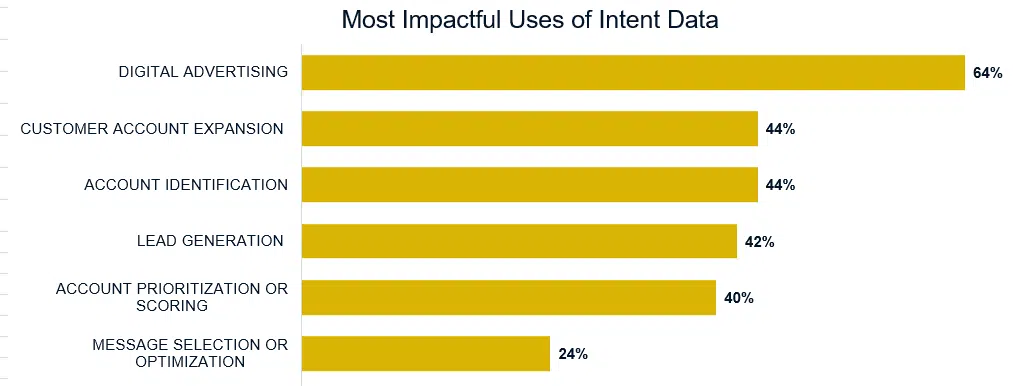 Most Impactful Uses of Intent Data
DIGITAL ADVERTISING 64%
CUSTOMER ACCOUNT EXPANSION 44%
ACCOUNT IDENTIFICATION 44%
LEAD GENERATION 42%
ACCOUNT PRIORITIZATION OR
SCORING
40%
MESSAGE SELECTION OR
OPTIMIZATION
24%